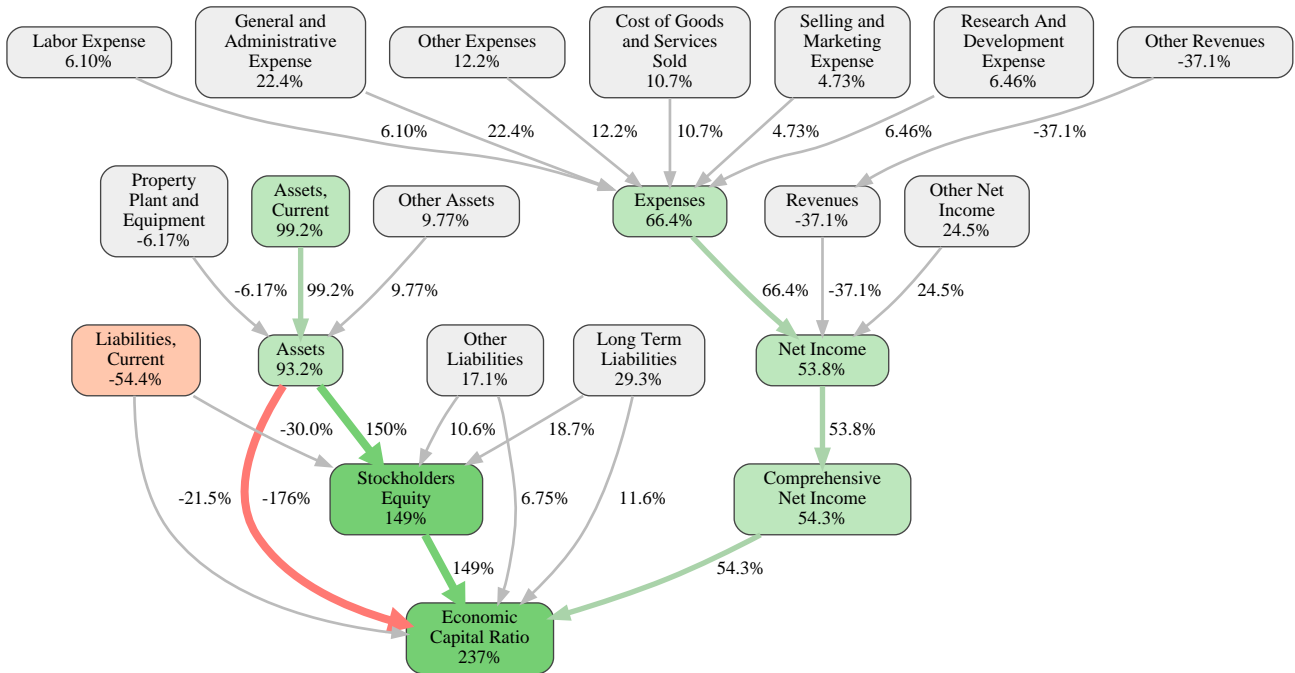 Labor Expense
6.10%
General and
Administrative
Expense
22.4%
Other Expenses
12.2%
Cost of Goods
and Services
Sold
10.7%
Selling and
Marketing
Expense
4.73%
Research And
Development
Expense
6.46%
Other Revenues
-37.1%
6.10%
22.4%
12.2%
10.7%
4.73%
6.46%
-37.1%
Property
Plant and
Equipment
-6.17%
Assets,
Current
99.2%
Other Assets
9.77%
Expenses
66.4%
Revenues
-37.1%
Other Net
Income
24.5%
-6.17%
99.2%
9.77%
66.4%
-37.1%
24.5%
Liabilities,
Current
-54.4%
Assets
93.2%
Other
Liabilities
17.1%
Long Term
Liabilities
29.3%
Net Income
53.8%
-30.0%
150%
10.6%
18.7%
53.8%
Stockholders
Equity
149%
Comprehensive
Net Income
54.3%
-21.5%
-176%
6.75%
11.6%
149%
54.3%
Economic
Capital Ratio
237%